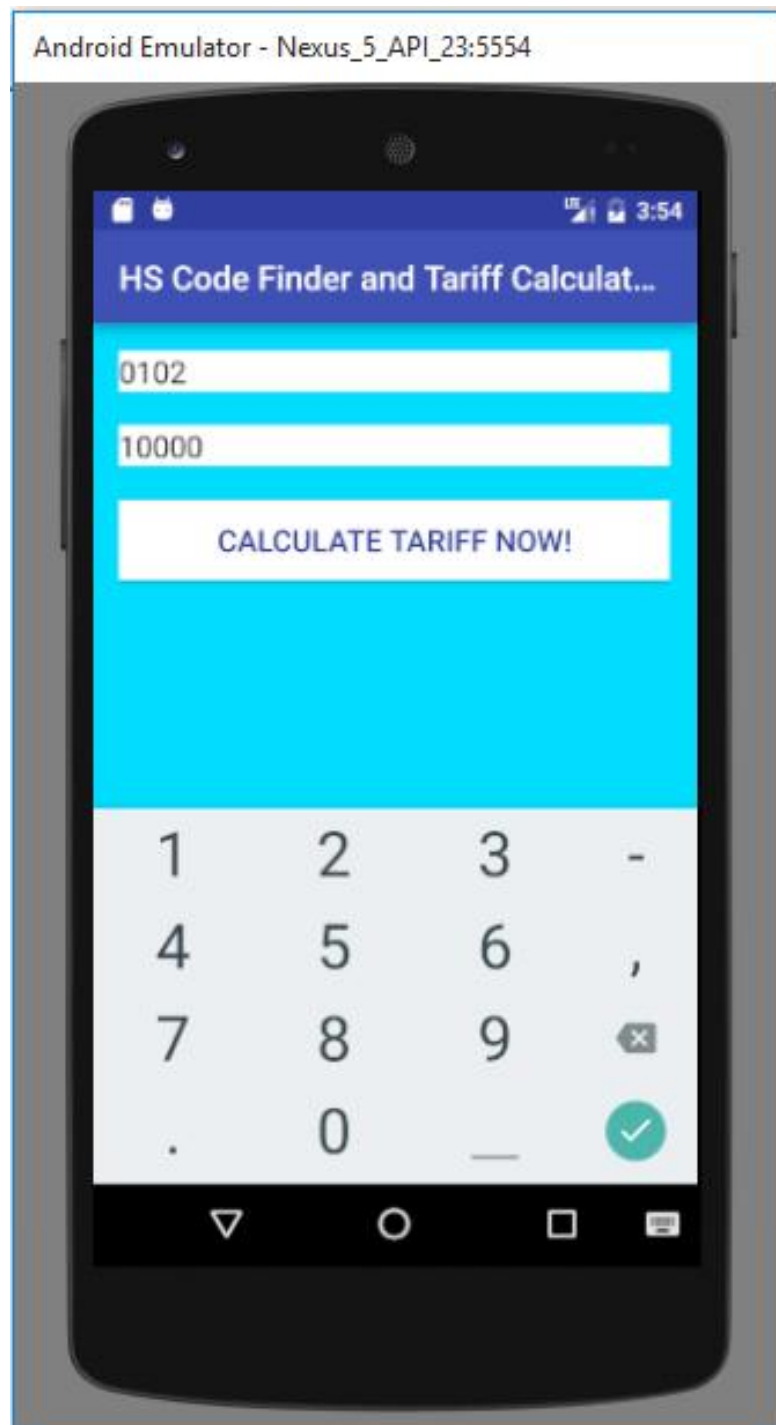 Android Emulator - Nexus_5_API_23:5554
LTE 3:54
HS Code Finder and Tariff Calculat...
0102
10000
CALCULATE TARIFF NOW!
1 2 3 -
4 5 6 ,
7 8 9
. 0 _